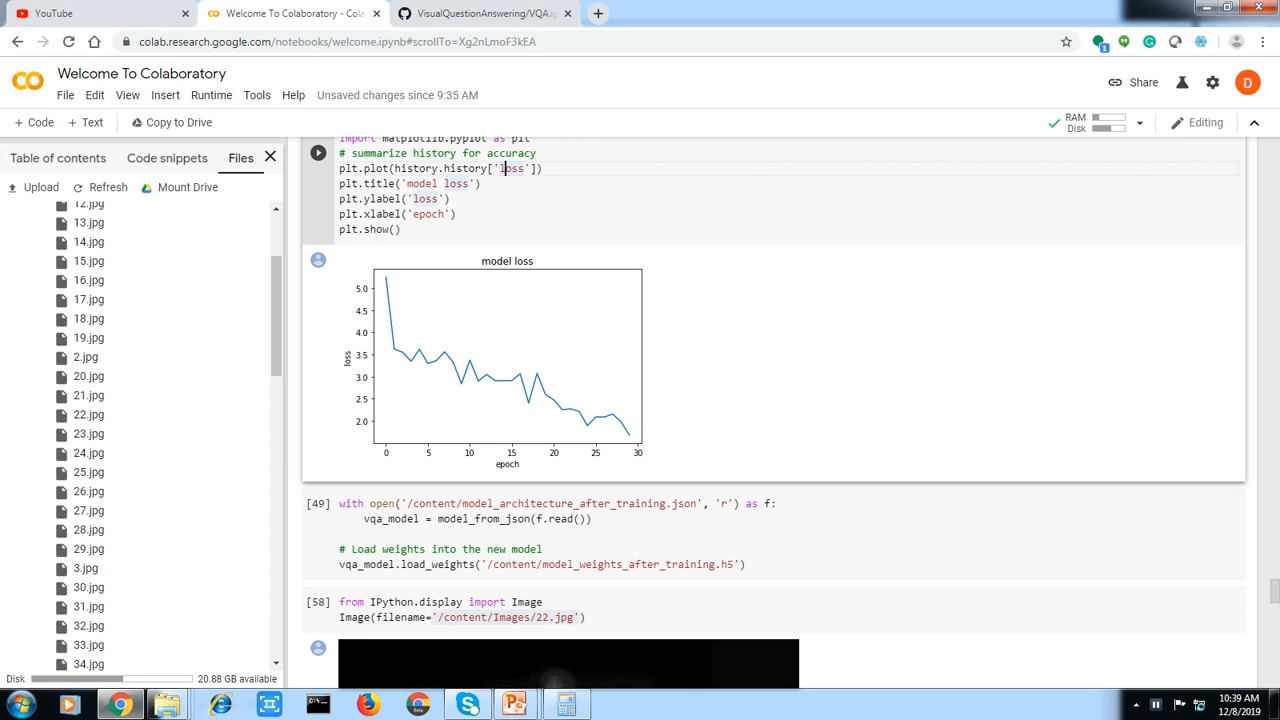 YouTube
Welcome To Colaboratory - Cola
VisualQuestionAnswering/VQA.i
colab.research.google.com/notebooks/welcome.ipynb#scrollTo=Xg2nLmoF3kEA
1
Welcome To Colaboratory
File Edit View Insert Runtime Tools Help Unsaved changes since 9:35 AM
Share
D
+ Code + Text Copy to Drive
RAM
Disk
Editing
Table of contents Code snippets Files
Upload Refresh Mount Drive
12.jpg
13.jpg
14.jpg
15.jpg
16.jpg
17.jpg
18.jpg
19.jpg
2.jpg
20.jpg
21.jpg
22.jpg
23.jpg
24.jpg
25.jpg
26.jpg
27.jpg
28.jpg
29.jpg
3.jpg
30.jpg
31.jpg
32.jpg
33.jpg
34.jpg
Disk 20.88 GB available
import matplotlib.pyplot as plt
# summarize history for accuracy
plt.plot(history.history['loss'])
plt.title('model loss')
plt.ylabel('loss')
plt.xlabel('epoch')
plt.show()
model loss
5.0
4.5
4.0
3.5
3.0
2.5
2.0
loss
0 5 10 15 20 25 30
epoch
[49] with open('/content/model_architecture_after_training.json', 'r') as f:
vqa_model = model_from_json(f.read())
# Load weights into the new model
vqa_model.load_weights('/content/model_weights_after_training.h5')
[58] from IPython.display import Image
Image(filename='/content/Images/22.jpg')
10:39 AM
12/8/2019